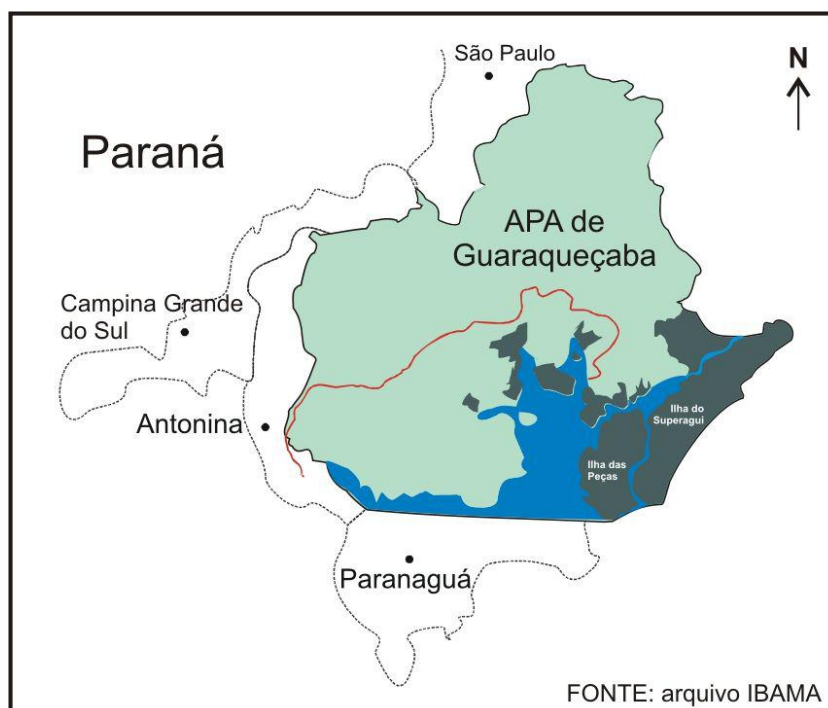 São Paulo
N
Paraná
APA de
Guaraqueçaba
Campina Grande
do Sul
Antonina
Ilha do
Superagui
Ilha das
Peças
Paranaguá
FONTE: arquivo IBAMA